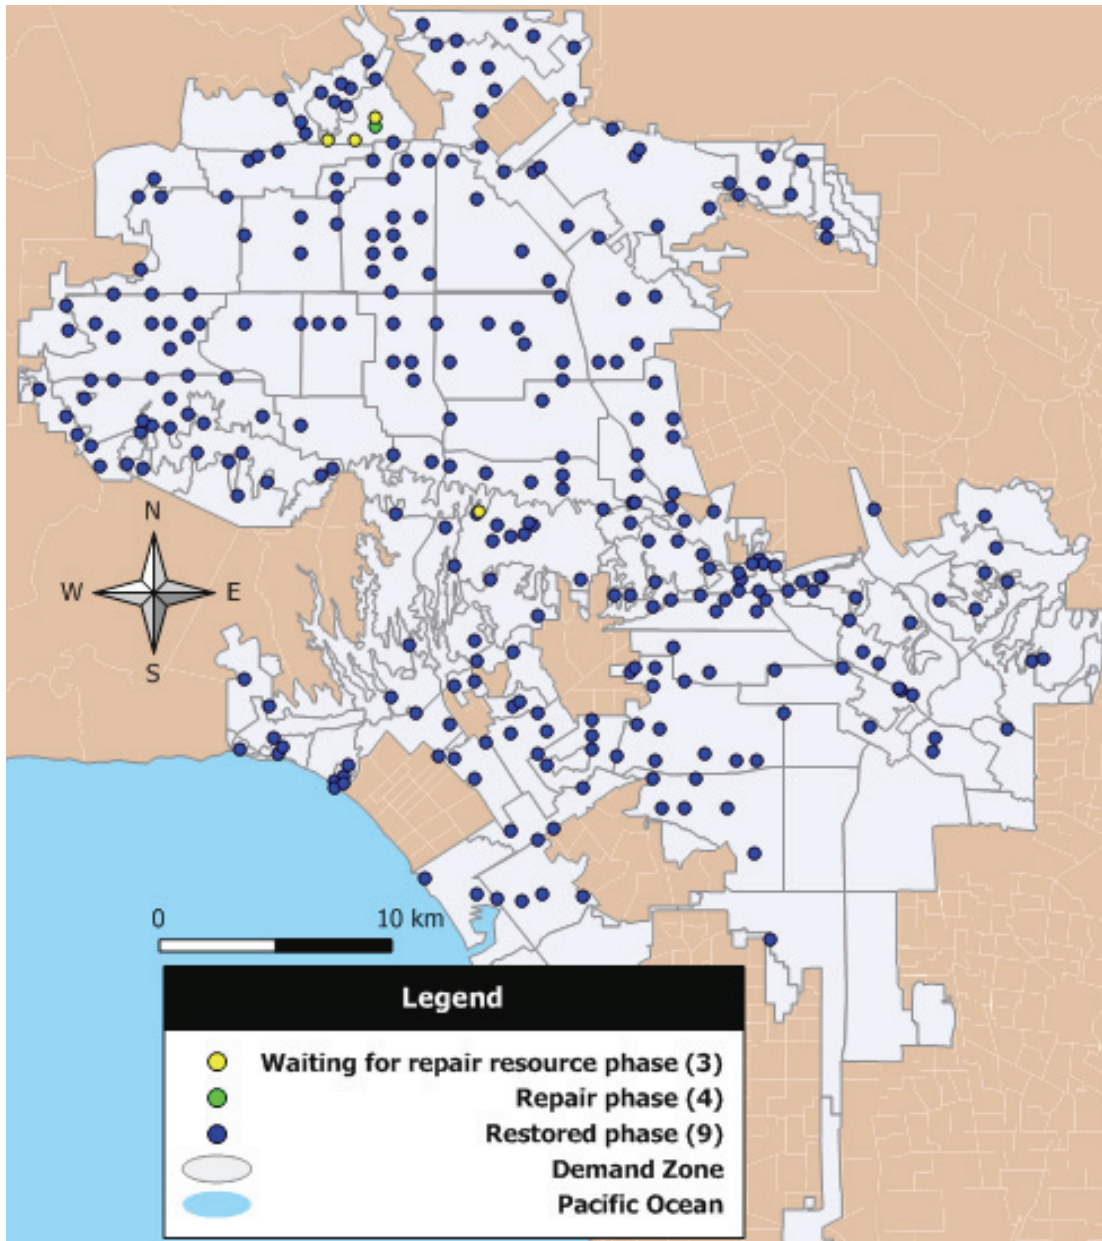 N
W E
S
0 10 km
Legend
Waiting for repair resource phase (3)
Repair phase (4)
Restored phase (9)
Demand Zone
Pacific Ocean